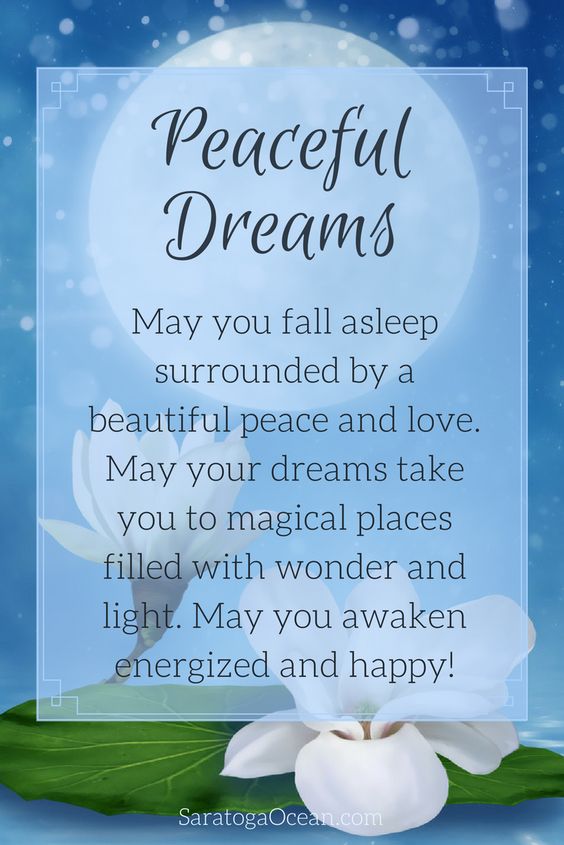 Peaceful
Dreams
May you fall asleep
surrounded by a
beautiful peace and love.
May your dreams take
you to magical places
filled with wonder and
light. May you awaken
energized and happy!
SaratogaOcean.com